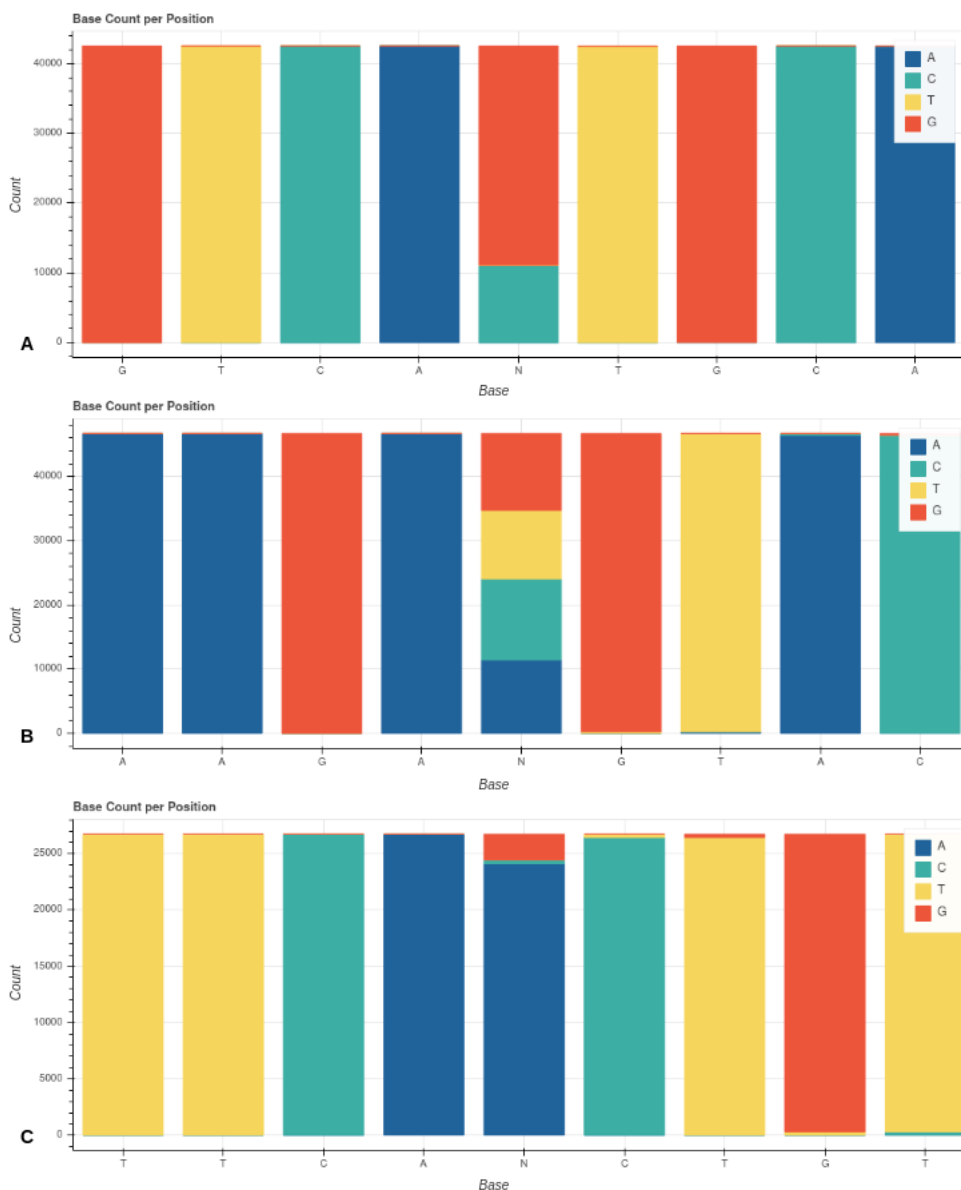 Base Count per Position
40000
30000
20000
10000
0
Count
A
C
T
G
A
G T C A N T G C A
Base
Base Count per Position
40000
30000
20000
10000
0
Count
A
C
T
G
B
A A G A N G T A C
Base
Base Count per Position
25000
20000
15000
10000
5000
0
Count
A
C
T
G
C
T T C A N C T G T
Base